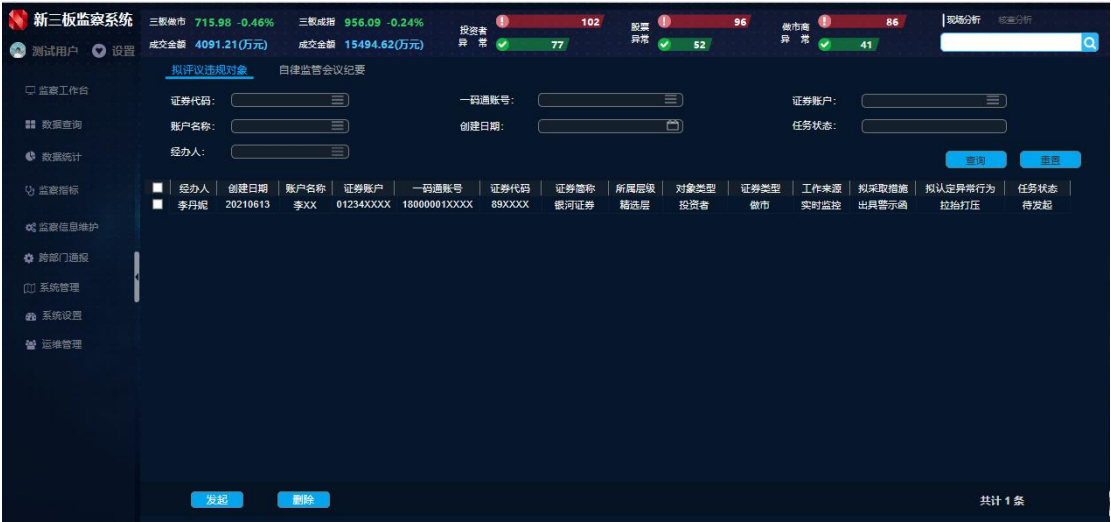 新三板监察系统
三板做市 715.98 -0.46% 三板成指 956.09 -0.24%
投资者 异常 102 77
股票 异常 96 52
做市商 异常 86 41
现场分析 核查分析
测试用户 设置
成交金额 4091.21(万元) 成交金额 15494.62(万元)
拟评议违规对象 自律监管会议纪要
监察工作台
数据查询
数据统计
监察指标
监察信息维护
跨部门通报
系统管理
系统设置
运维管理
证券代码: 一码通账号: 证券账户:
账户名称: 创建日期: 任务状态:
经办人:
查询 重置
经办人 创建日期 账户名称 证券账户 一码通账号 证券代码 证券简称 所属层级 对象类型 证券类型 工作来源 拟采取措施 拟认定异常行为 任务状态
李丹妮 20210613 李XX 01234XXXX 18000001XXXX 89XXXX 银河证券 精选层 投资者 做市 实时监控 出具警示函 拉抬打压 待发起
发起 删除 共计 1 条